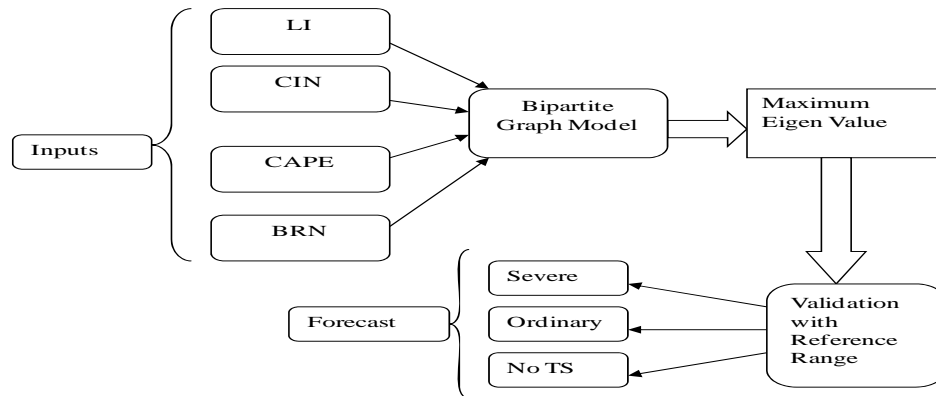 LI
CIN
Inputs
CAPE
BRN
Bipartite
Graph Model
Maximum
Eigen Value
Validation
with
Reference
Range
Severe
Ordinary
No TS
Forecast